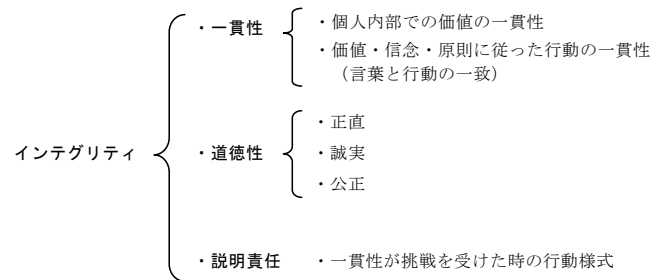 ・一貫性
・個人内部での価値の一貫性
・価値・信念・原則に従った行動の一貫性
（言葉と行動の一致）
インテグリティ
・道徳性
・正直
・誠実
・公正
・説明責任
・一貫性が挑戦を受けた時の行動様式